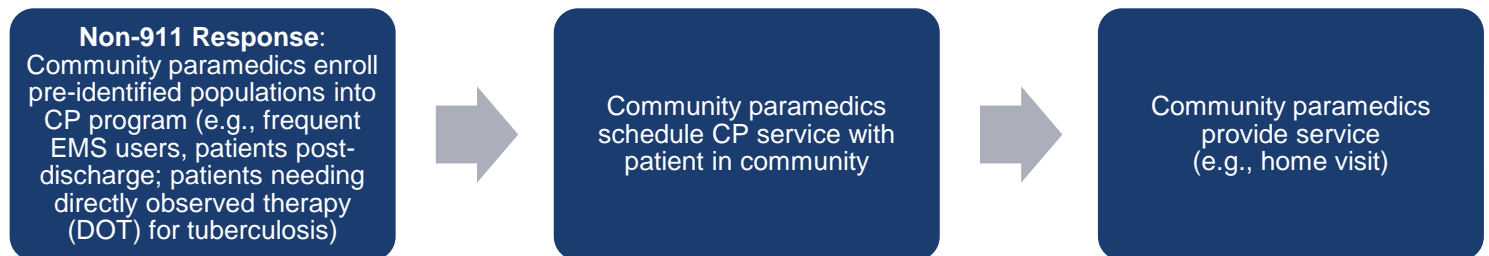 Non-911 Response:
Community paramedics enroll
pre-identified populations into
CP program (e.g., frequent
EMS users, patients post-
discharge; patients needing
directly observed therapy
(DOT) for tuberculosis)
Community paramedics
schedule CP service with
patient in community
Community paramedics
provide service
(e.g., home visit)